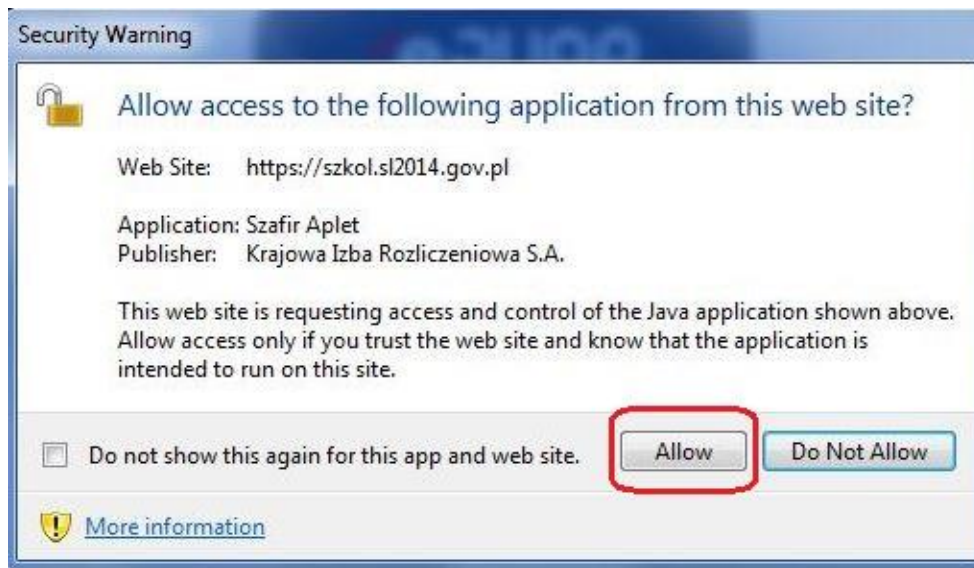 Security Warning
Allow access to the following application from this web site?
Web Site: https://szkol.sl2014.gov.pl
Application: Szafir Aplet
Publisher: Krajowa Izba Rozliczeniowa S.A.
This web site is requesting access and control of the Java application shown above.
Allow access only if you trust the web site and know that the application is
intended to run on this site.
Do not show this again for this app and web site. Allow Do Not Allow
More information